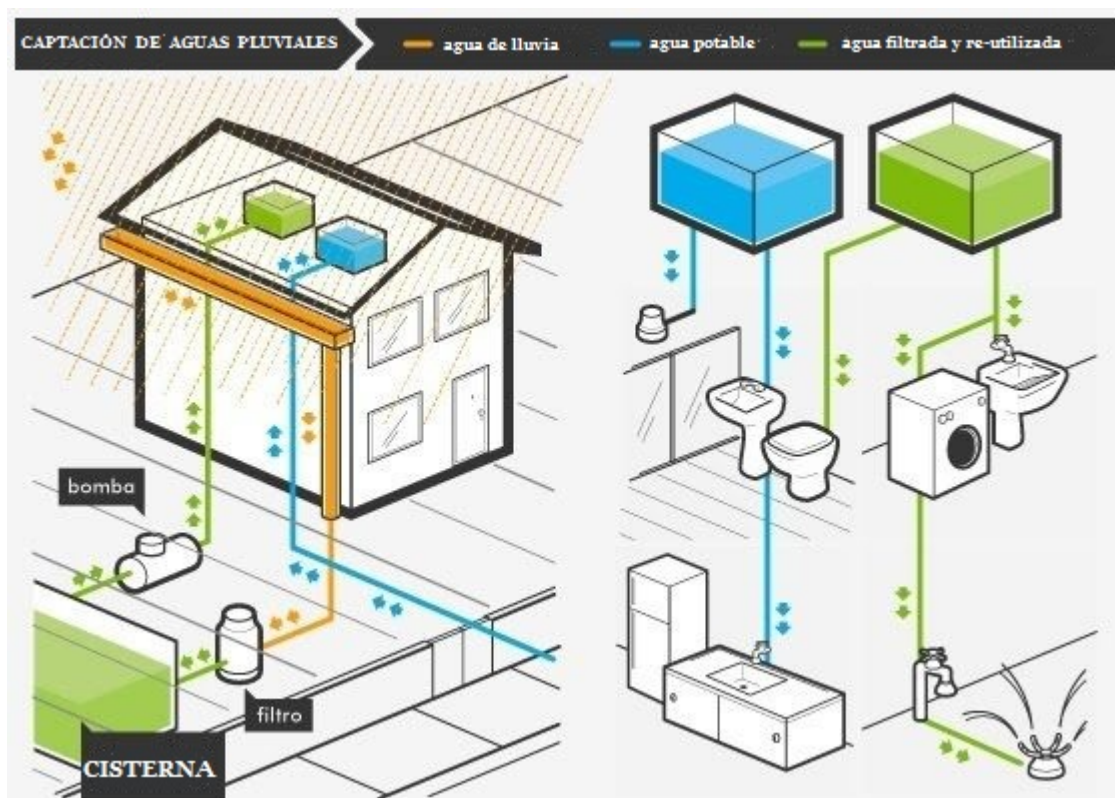 CAPTACIÓN DE AGUAS PLUVIALES
agua de lluvia
agua potable
agua filtrada y re-utilizada
bomba
filtro
CISTERNA